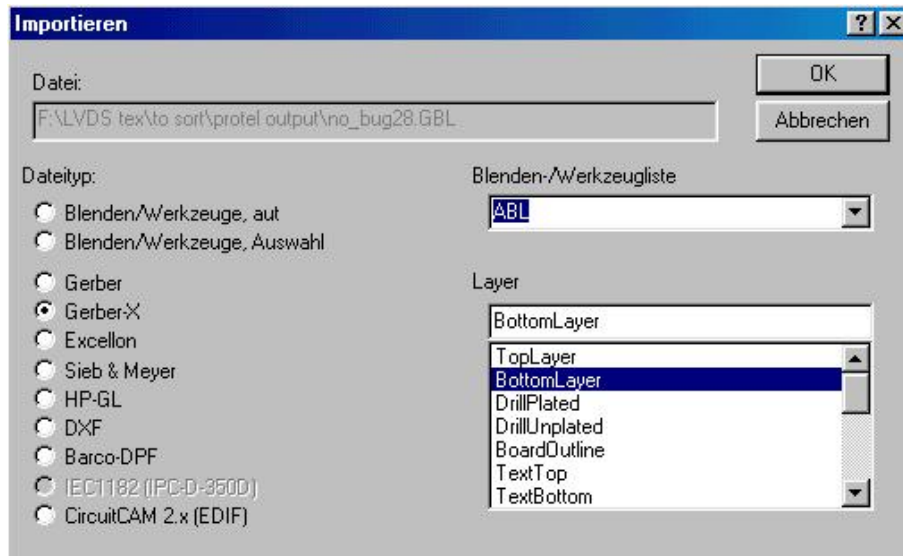 Importieren
OK
Datei:
F:\LVDS tex\to sort\protel output\no_bug28.GBL
Abbrechen
Dateityp:
Blenden-/Werkzeugliste
Blenden/Werkzeuge, aut
ABL
Blenden/Werkzeuge, Auswahl
Gerber
Layer
Gerber-X
BottomLayer
Excellon
TopLayer
Sieb & Meyer
BottomLayer
HP-GL
DrillPlated
DXF
DrillUnplated
Barco-DPF
BoardOutline
IEC1182 (IPC-D-350D)
TextTop
CircuitCAM 2.x (EDIF)
TextBottom